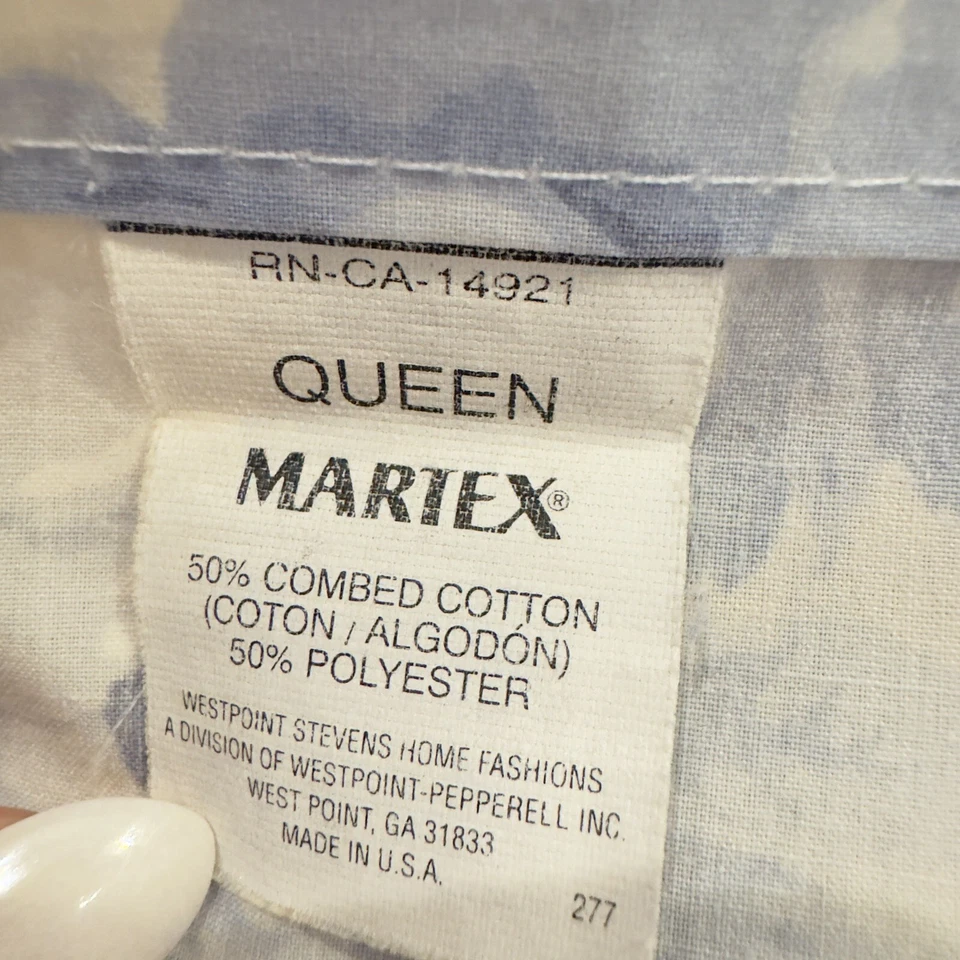 RN-CA-14921
QUEEN
MARTEX®
50% COMBED COTTON
(COTON / ALGODÓN)
50% POLYESTER
WESTPOINT STEVENS HOME FASHIONS
A DIVISION OF WESTPOINT-PEPPERELL INC.
WEST POINT, GA 31833
MADE IN U.S.A.
277